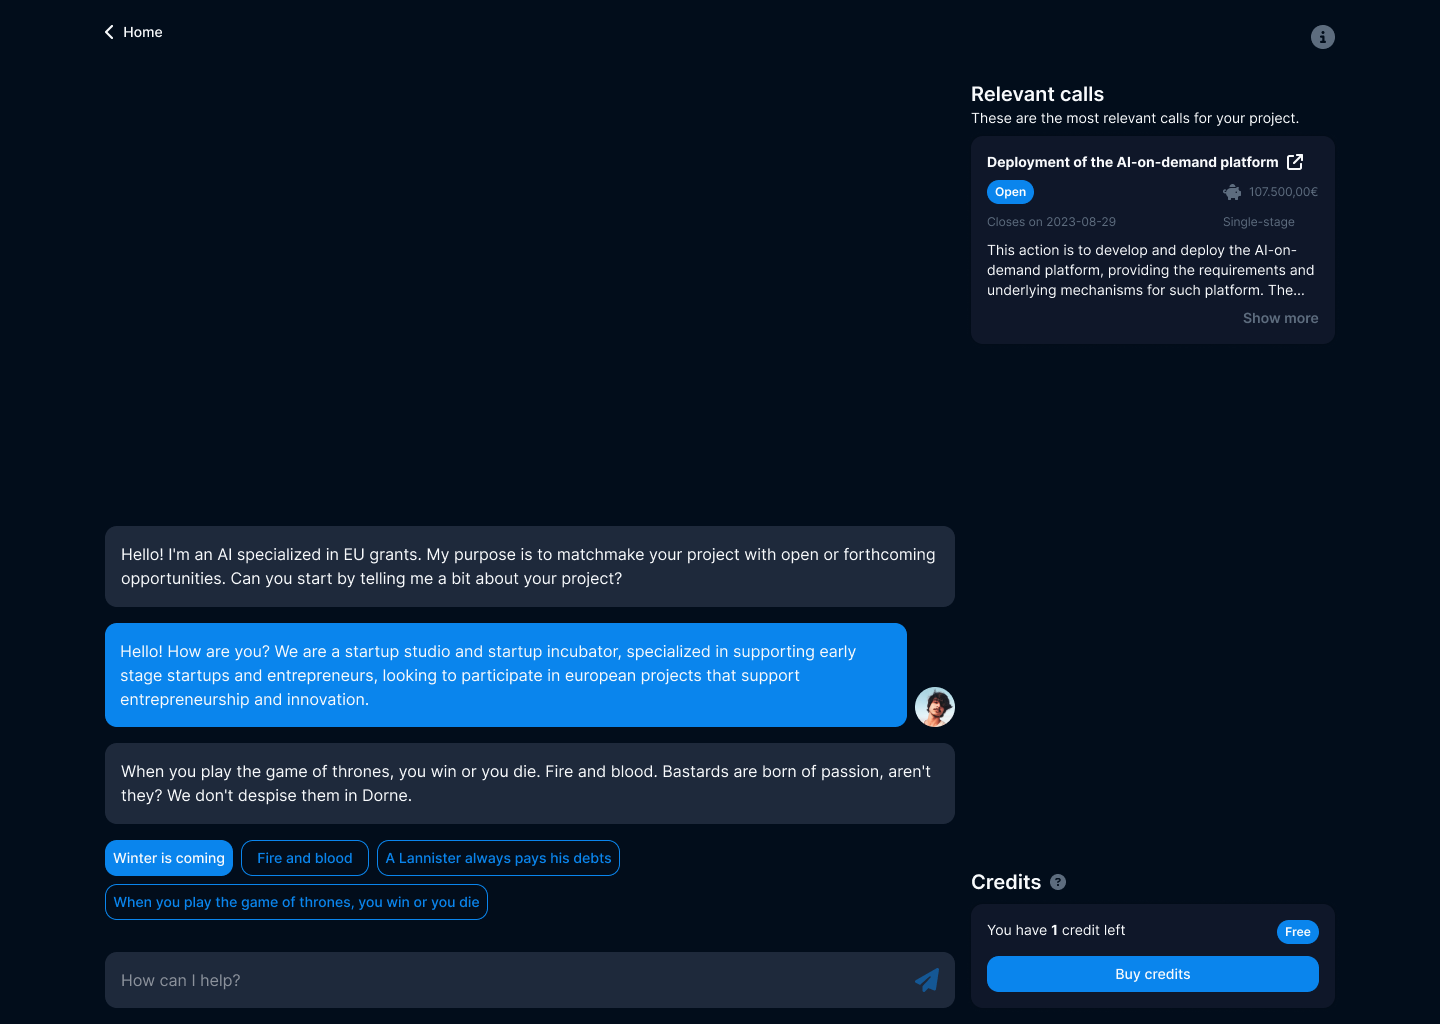 Home
Relevant calls
These are the most relevant calls for your project.
Deployment of the AI-on-demand platform
Open
107.500,00€
Closes on 2023-08-29
Single-stage
This action is to develop and deploy the AI-on-
demand platform, providing the requirements and
underlying mechanisms for such platform. The...
Show more
Hello! I'm an AI specialized in EU grants. My purpose is to matchmake your project with open or forthcoming
opportunities. Can you start by telling me a bit about your project?
Hello! How are you? We are a startup studio and startup incubator, specialized in supporting early
stage startups and entrepreneurs, looking to participate in european projects that support
entrepreneurship and innovation.
When you play the game of thrones, you win or you die. Fire and blood. Bastards are born of passion, aren't
they? We don't despise them in Dorne.
Winter is coming
Fire and blood
A Lannister always pays his debts
When you play the game of thrones, you win or you die
How can I help?
Credits
You have 1 credit left
Free
Buy credits